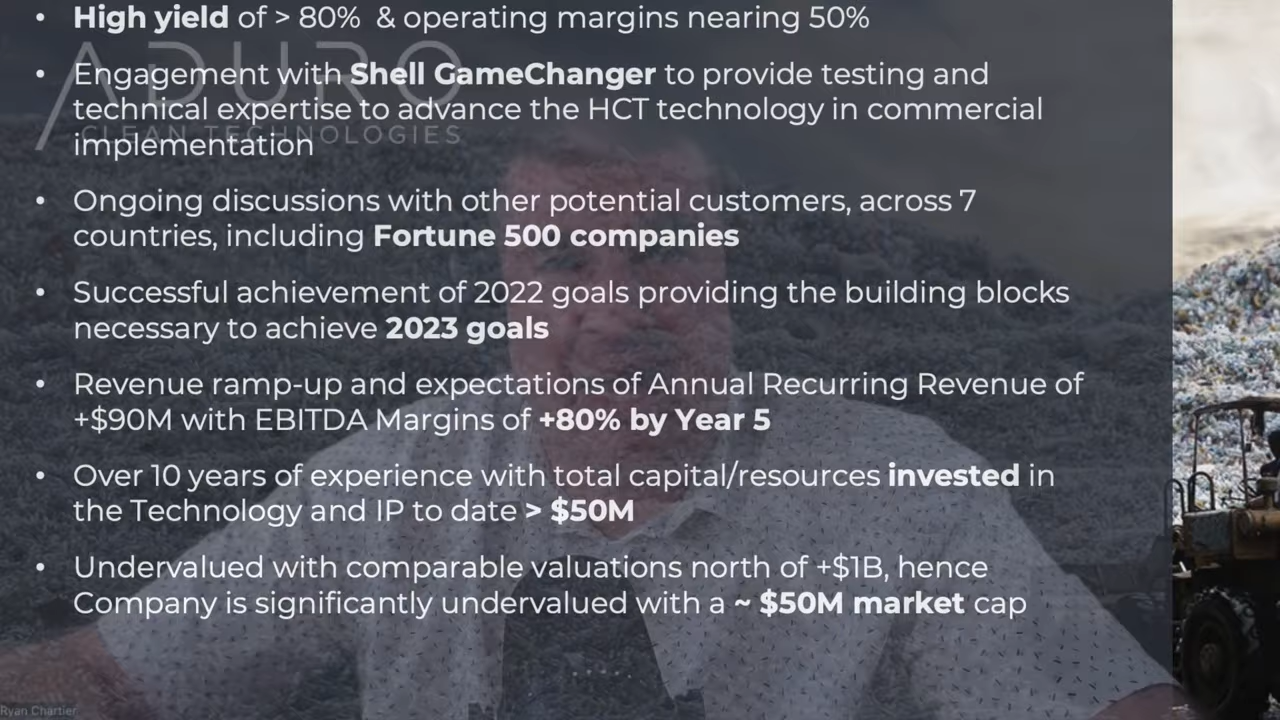 High yield of > 80% & operating margins nearing 50%
• Engagement with Shell GameChanger to provide testing and
technical expertise to advance the HCT technology in commercial
implementation
APURO
CLEAN TECHNOLOGIES
• Ongoing discussions with other potential customers, across 7
countries, including Fortune 500 companies
• Successful achievement of 2022 goals providing the building blocks
necessary to achieve 2023 goals
• Revenue ramp-up and expectations of Annual Recurring Revenue of
+$90M with EBITDA Margins of +80% by Year 5
• Over 10 years of experience with total capital/resources invested in
the Technology and IP to date > $50M
• Undervalued with comparable valuations north of +$1B, hence
Company is significantly undervalued with a ~ $50M market cap
Ryan Chartier